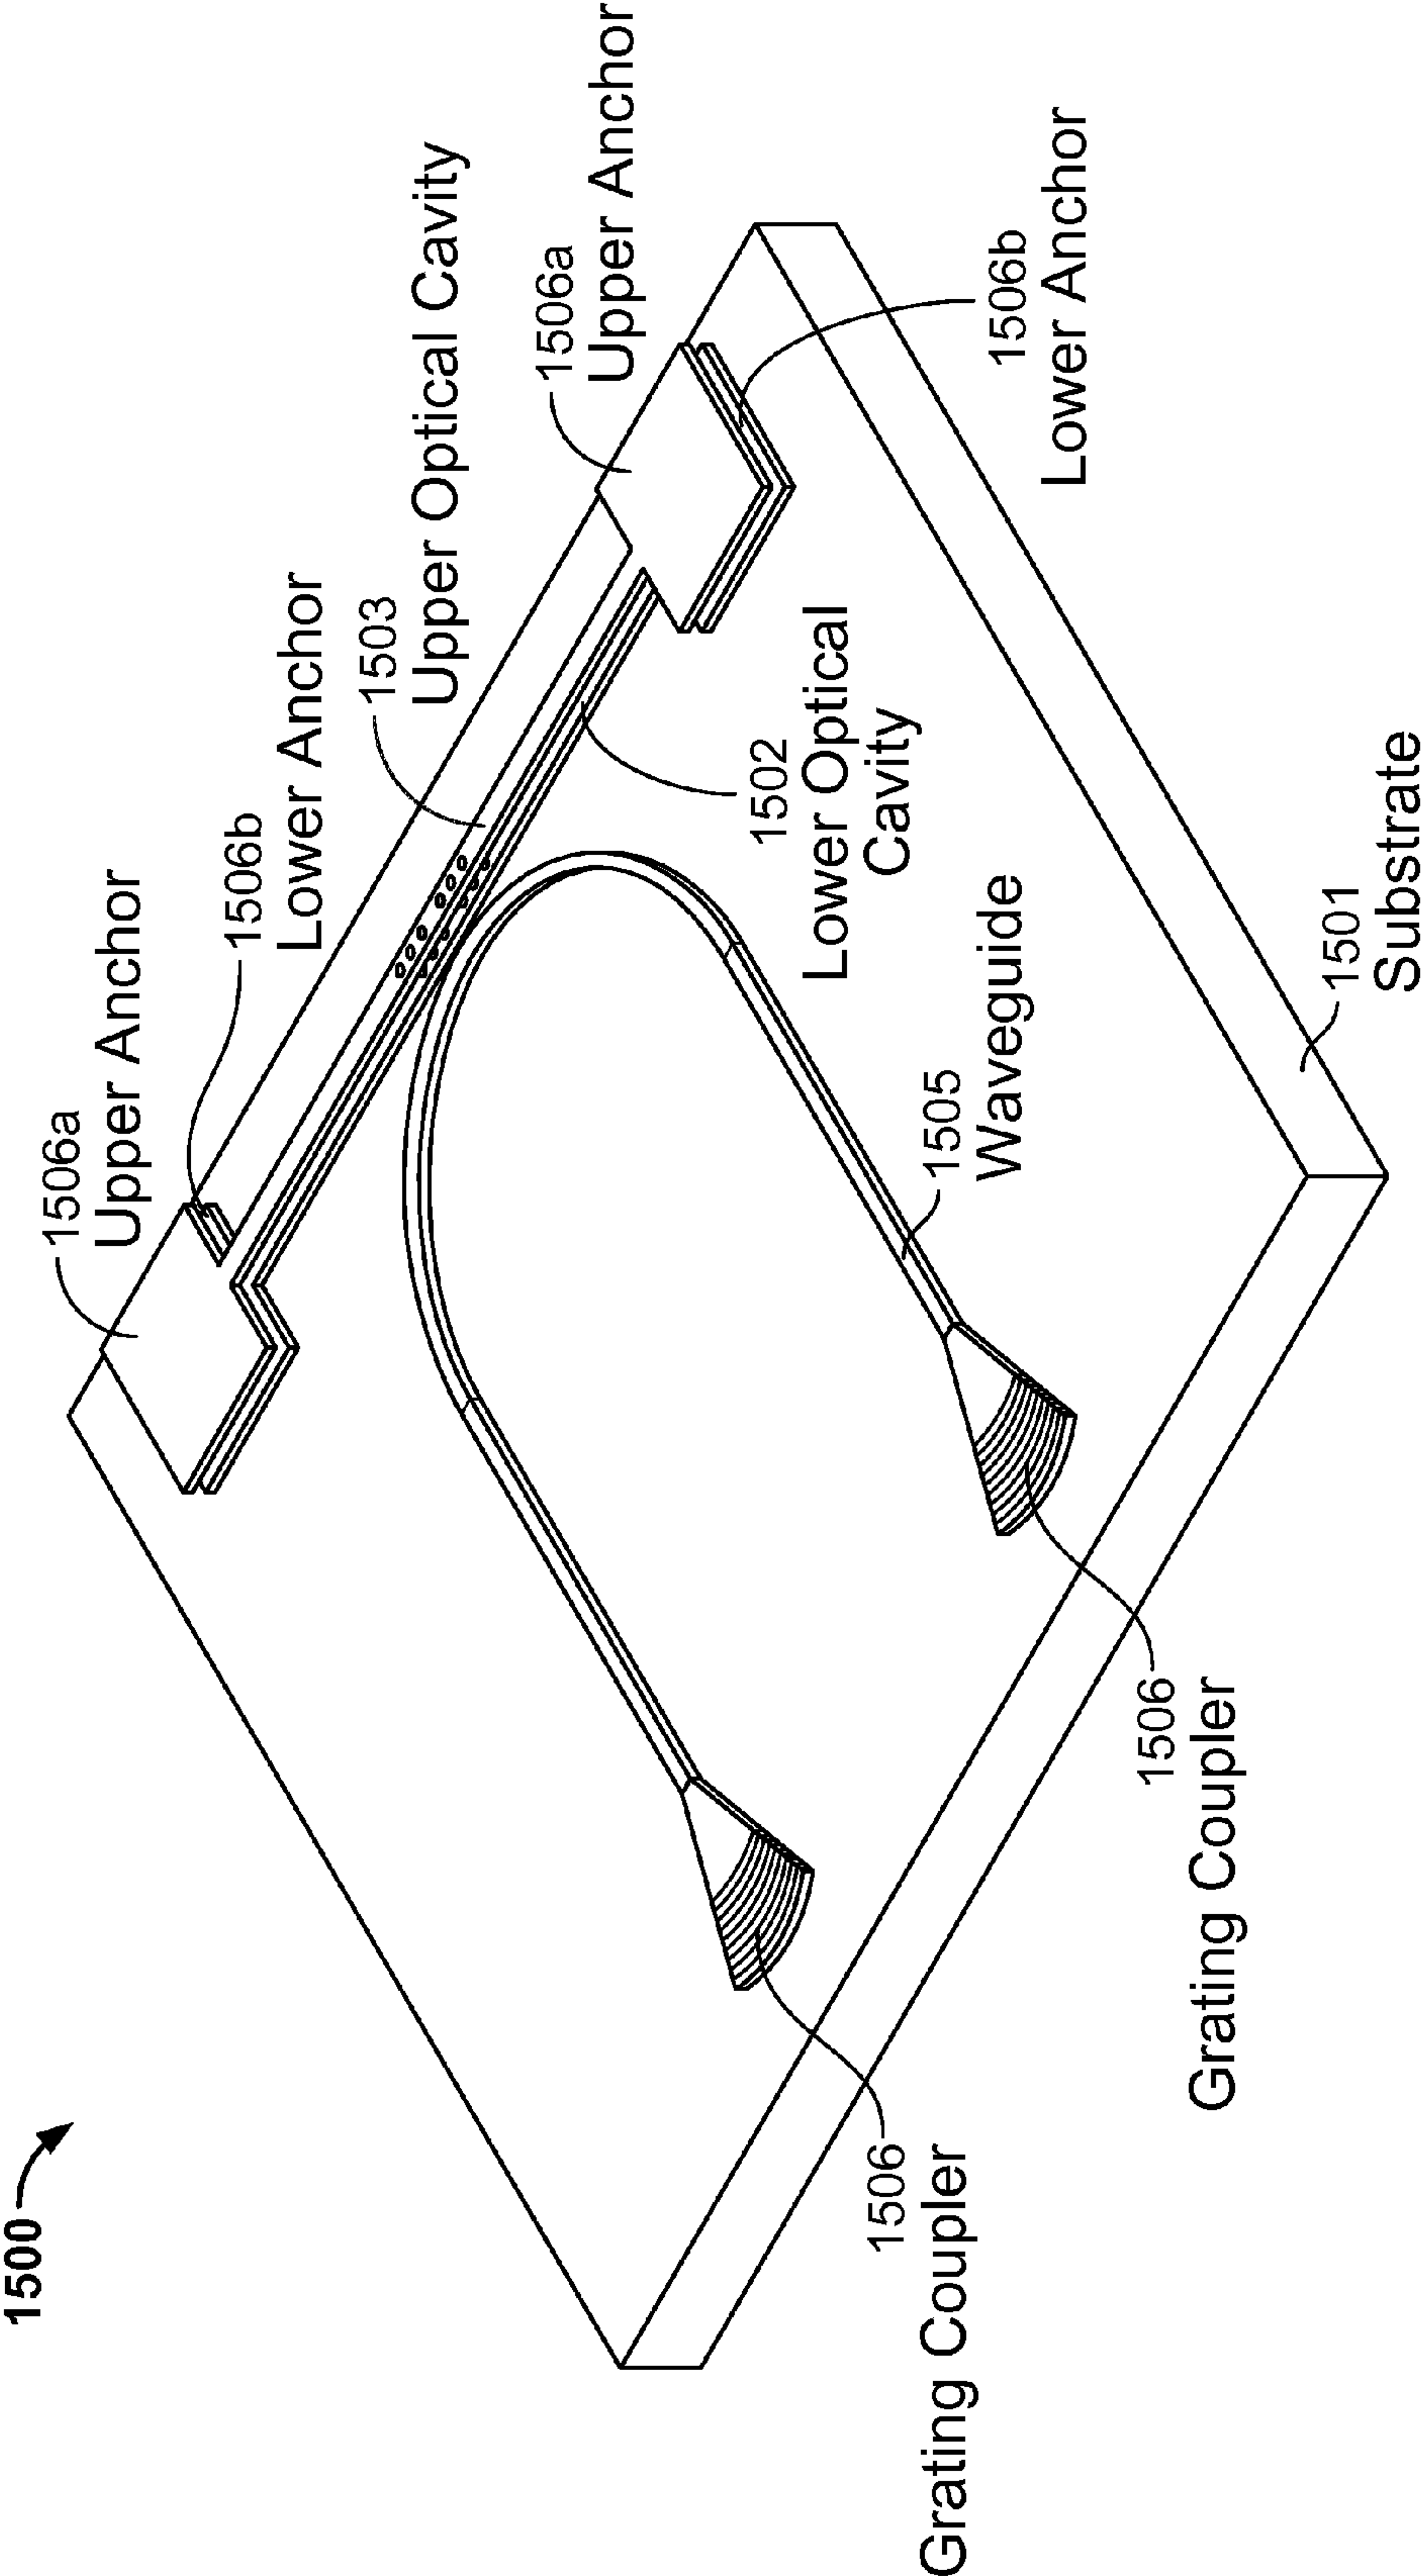 1500
1506a
Upper Anchor
1506b
Lower Anchor
1503
Upper Optical Cavity
1506a
Upper Anchor
1506b
Lower Anchor
1502
Lower Optical
Cavity
1505
Waveguide
1501
Substrate
1506
Grating Coupler
1506
Grating Coupler